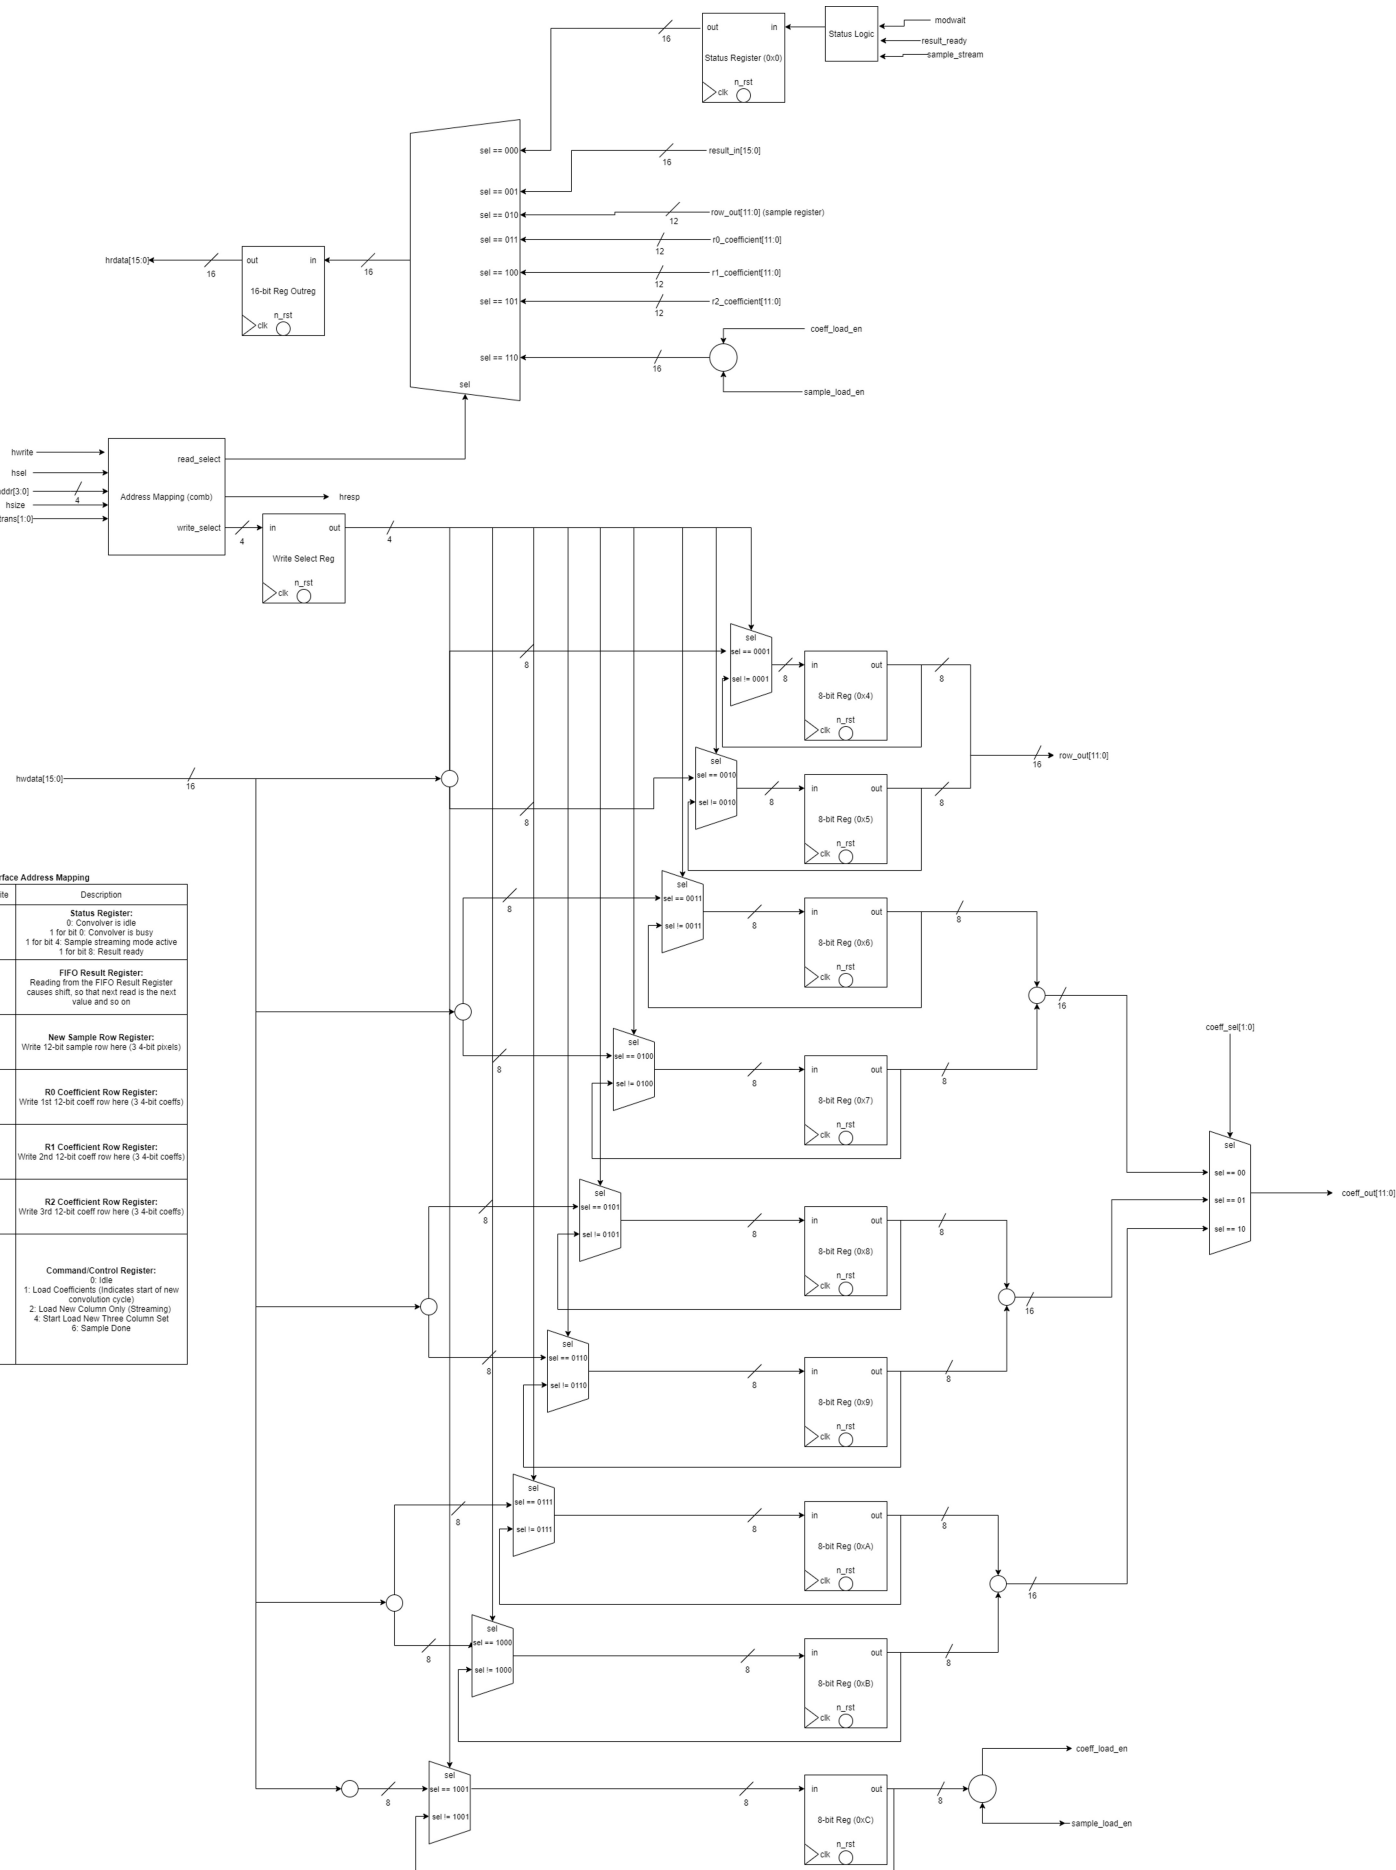 out
in
Status Register (0x0)
n_rst
clk
Status Logic
modwait
result_ready
sample_stream
16
sel == 000
sel == 001
sel == 010
sel == 011
sel == 100
sel == 101
sel == 110
sel
16
result_in[15:0]
12
row_out[11:0] (sample register)
12
r0_coefficient[11:0]
12
r1_coefficient[11:0]
12
r2_coefficient[11:0]
coeff_load_en
16
sample_load_en
hrdata[15:0]
16
out
in
16-bit Reg Outreg
n_rst
clk
16
hwrite
hsel
ddr[3:0]
4
hsize
trans[1:0]
read_select
Address Mapping (comb)
write_select
hresp
4
in
out
Write Select Reg
n_rst
clk
4
8
sel
sel == 0001
sel != 0001
8
in
out
8-bit Reg (0x4)
n_rst
clk
8
hwdata[15:0]
16
8
sel
sel == 0010
sel != 0010
8
in
out
8-bit Reg (0x5)
n_rst
clk
8
16
row_out[11:0]
8
sel
sel == 0011
sel != 0011
8
in
out
8-bit Reg (0x6)
n_rst
clk
8
16
8
sel
sel == 0100
sel != 0100
8
in
out
8-bit Reg (0x7)
n_rst
clk
8
rface Address Mapping
ite
Description
Status Register:
0: Convolver is idle
1 for bit 0: Convolver is busy
1 for bit 4: Sample streaming mode active
1 for bit 8: Result ready
FIFO Result Register:
Reading from the FIFO Result Register
causes shift, so that next read is the next
value and so on
New Sample Row Register:
Write 12-bit sample row here (3 4-bit pixels)
R0 Coefficient Row Register:
Write 1st 12-bit coeff row here (3 4-bit coeffs)
R1 Coefficient Row Register:
Write 2nd 12-bit coeff row here (3 4-bit coeffs)
R2 Coefficient Row Register:
Write 3rd 12-bit coeff row here (3 4-bit coeffs)
Command/Control Register:
0: Idle
1: Load Coefficients (Indicates start of new
convolution cycle)
2: Load New Column Only (Streaming)
4: Start Load New Three Column Set
6: Sample Done
8
sel
sel == 0101
sel != 0101
8
in
out
8-bit Reg (0x8)
n_rst
clk
8
16
8
sel
sel == 0110
sel != 0110
8
in
out
8-bit Reg (0x9)
n_rst
clk
8
coeff_sel[1:0]
sel
sel == 00
sel == 01
sel == 10
coeff_out[11:0]
8
sel
sel == 0111
sel != 0111
8
in
out
8-bit Reg (0xA)
n_rst
clk
8
16
8
sel
sel == 1000
sel != 1000
8
in
out
8-bit Reg (0xB)
n_rst
clk
8
8
sel
sel == 1001
sel != 1001
8
in
out
8-bit Reg (0xC)
n_rst
clk
8
coeff_load_en
sample_load_en